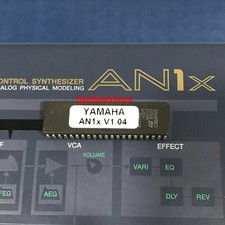 CONTROL SYNTHESIZER
ANALOG PHYSICAL MODELING
AN1x
YAMAHA
AN1x V1.04
VCA
EFFECT
VOLUME
VARI
EQ
FEG
AEG
DLY
REV